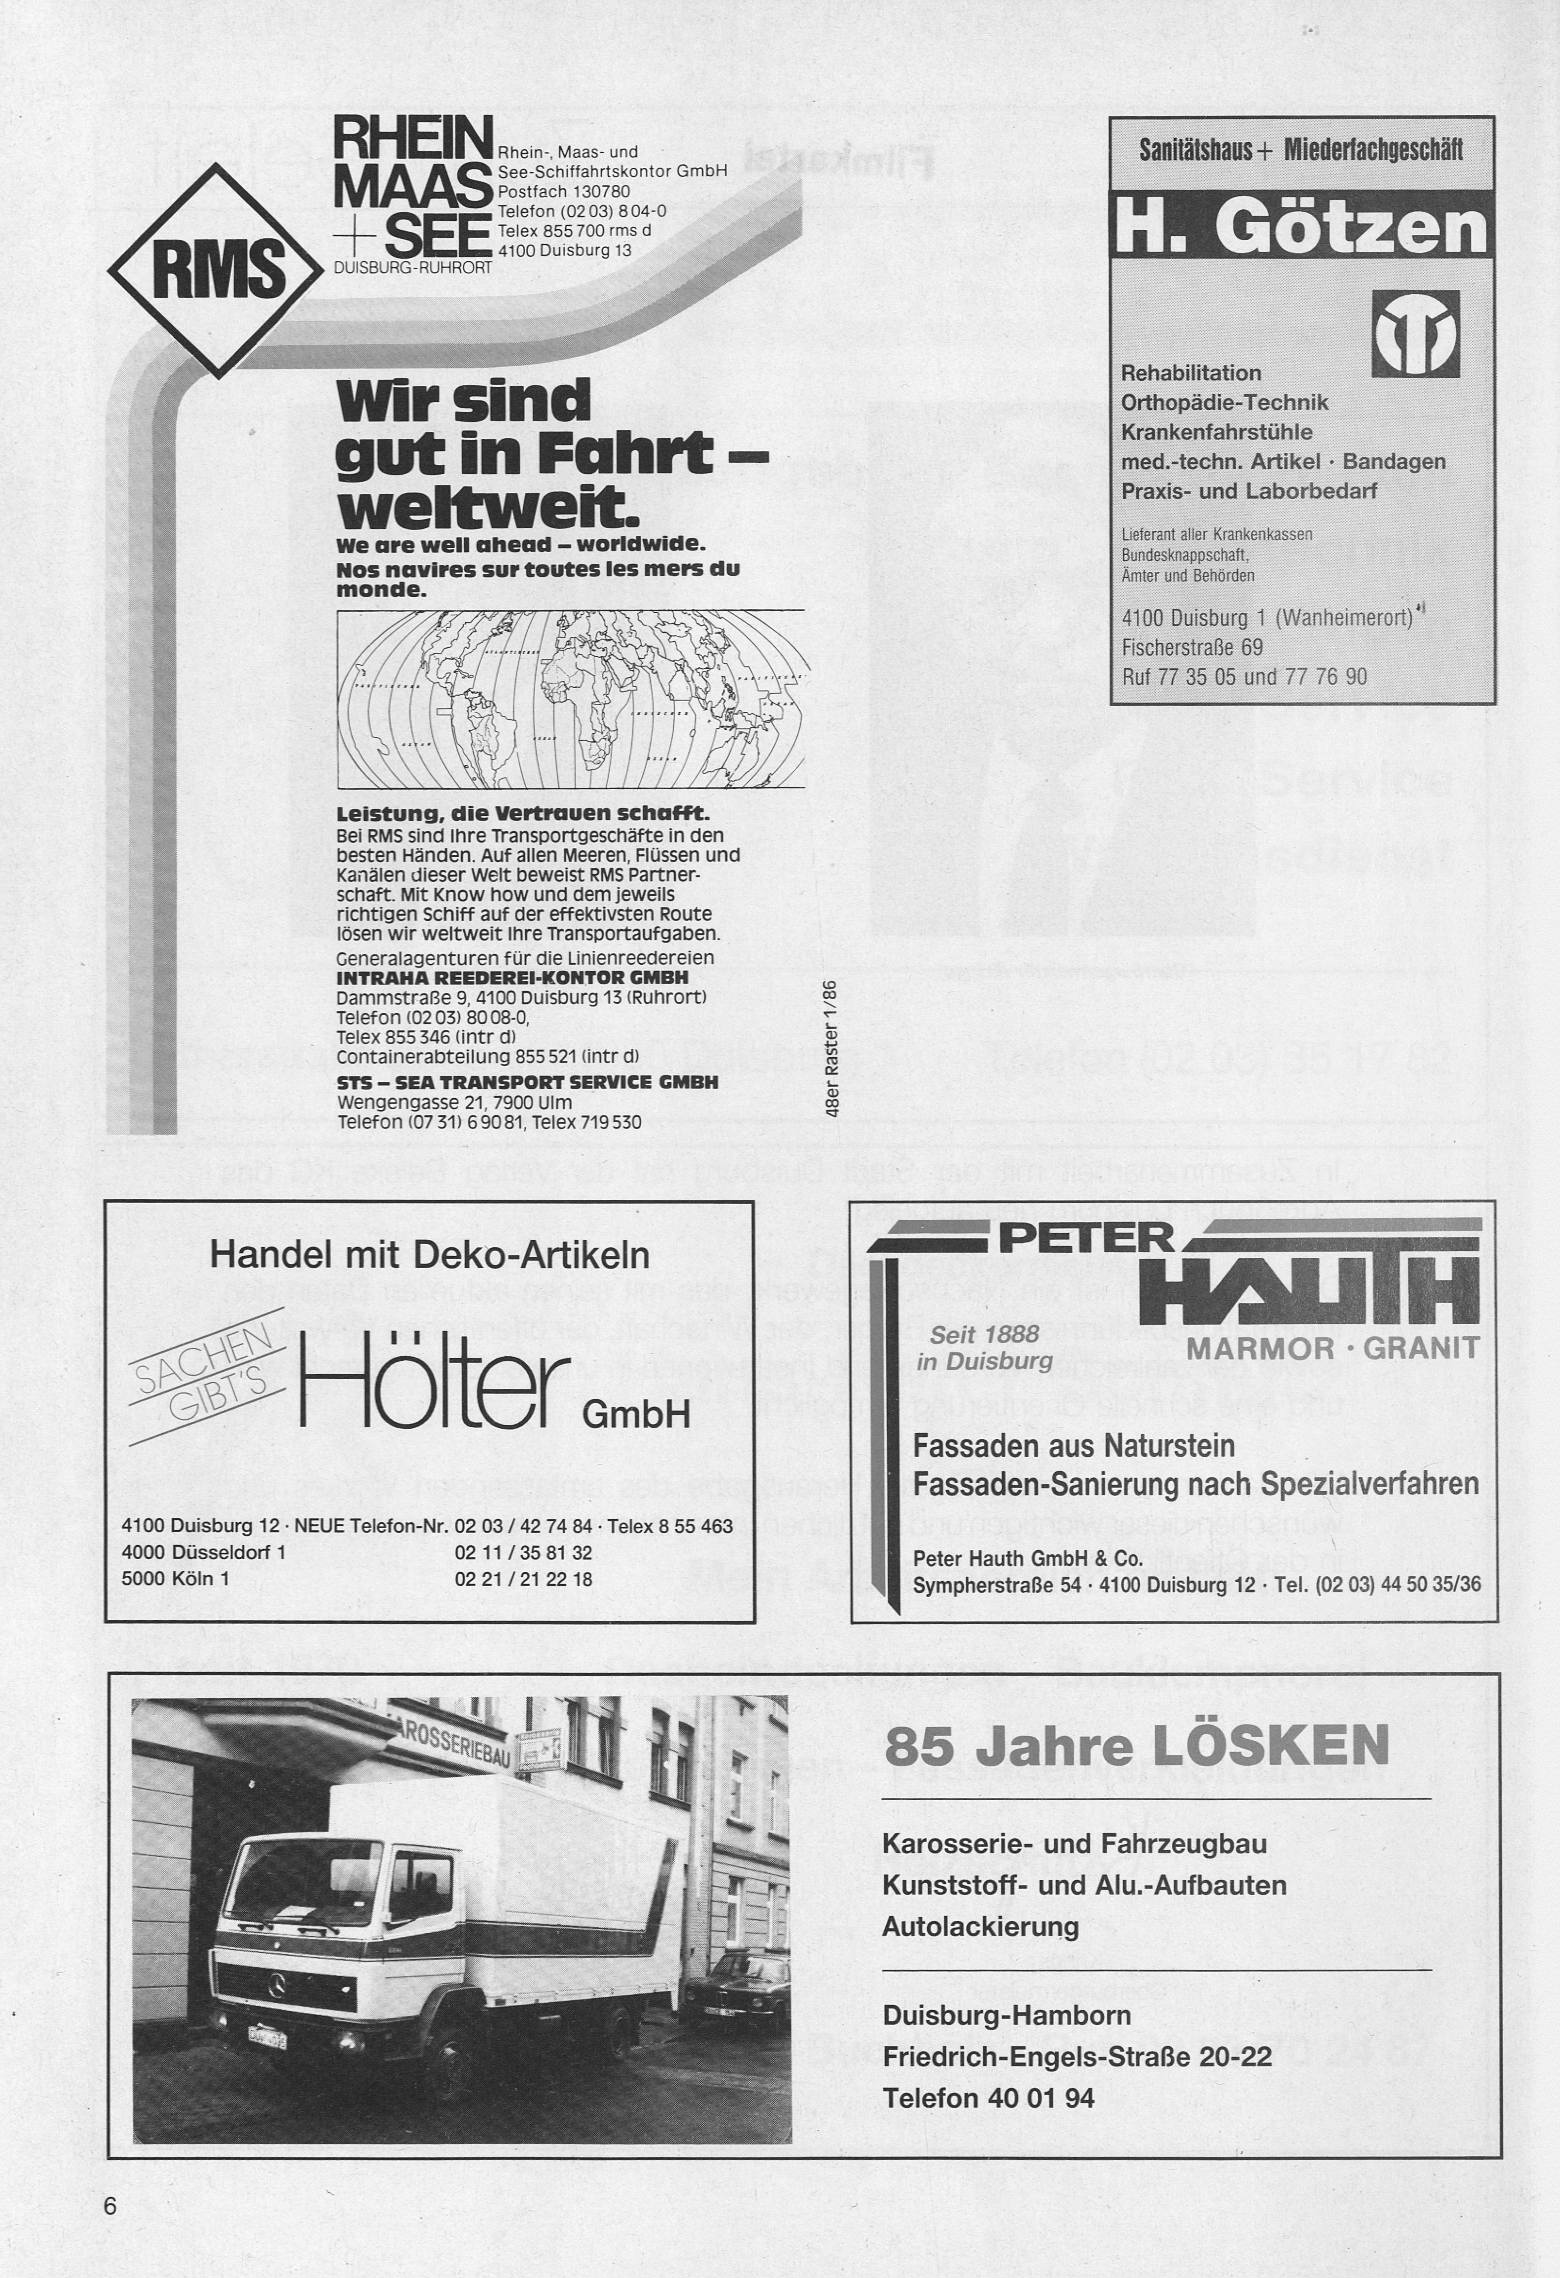 RHEIN
MAAS
+SEE
DUISBURG-RUHRORT
RMS
Rhein-, Maas- und
See-Schiffahrtskontor GmbH
Postfach 130780
Telefon (02 03) 8 04-0
Telex 855 700 rms d
4100 Duisburg 13
Wir sind
gut in Fahrt –
weltweit.
We are well ahead – worldwide.
Nos navires sur toutes les mers du
monde.
Leistung, die Vertrauen schafft.
Bei RMS sind Ihre Transportgeschäfte in den
besten Händen. Auf allen Meeren, Flüssen und
Kanälen dieser Welt beweist RMS Partner-
schaft. Mit Know how und dem jeweils
richtigen Schiff auf der effektivsten Route
lösen wir weltweit Ihre Transportaufgaben.
Generalagenturen für die Linienreedereien
INTRAHA REEDEREI-KONTOR GMBH
Dammstraße 9, 4100 Duisburg 13 (Ruhrort)
Telefon (02 03) 80 08-0,
Telex 855 346 (intr d)
Containerabteilung 855 521 (intr d)
STS – SEA TRANSPORT SERVICE GMBH
Wengengasse 21, 7900 Ulm
Telefon (07 31) 6 90 81, Telex 719 530
48er Raster 1/86
Sanitätshaus + Miederfachgeschäft
H. Götzen
Rehabilitation
Orthopädie-Technik
Krankenfahrstühle
med.-techn. Artikel · Bandagen
Praxis- und Laborbedarf
Lieferant aller Krankenkassen
Bundesknappschaft,
Ämter und Behörden
4100 Duisburg 1 (Wanheimerort)
Fischerstraße 69
Ruf 77 35 05 und 77 76 90
Handel mit Deko-Artikeln
SACHEN
GIBT'S
Hölter GmbH
4100 Duisburg 12 · NEUE Telefon-Nr. 02 03 / 42 74 84 · Telex 8 55 463
4000 Düsseldorf 1 02 11 / 35 81 32
5000 Köln 1 02 21 / 21 22 18
PETER
HAUTH
MARMOR · GRANIT
Seit 1888
in Duisburg
Fassaden aus Naturstein
Fassaden-Sanierung nach Spezialverfahren
Peter Hauth GmbH & Co.
Sympherstraße 54 · 4100 Duisburg 12 · Tel. (02 03) 44 50 35/36
KAROSSERIEBAU
85 Jahre LÖSKEN
Karosserie- und Fahrzeugbau
Kunststoff- und Alu.-Aufbauten
Autolackierung
Duisburg-Hamborn
Friedrich-Engels-Straße 20-22
Telefon 40 01 94
6